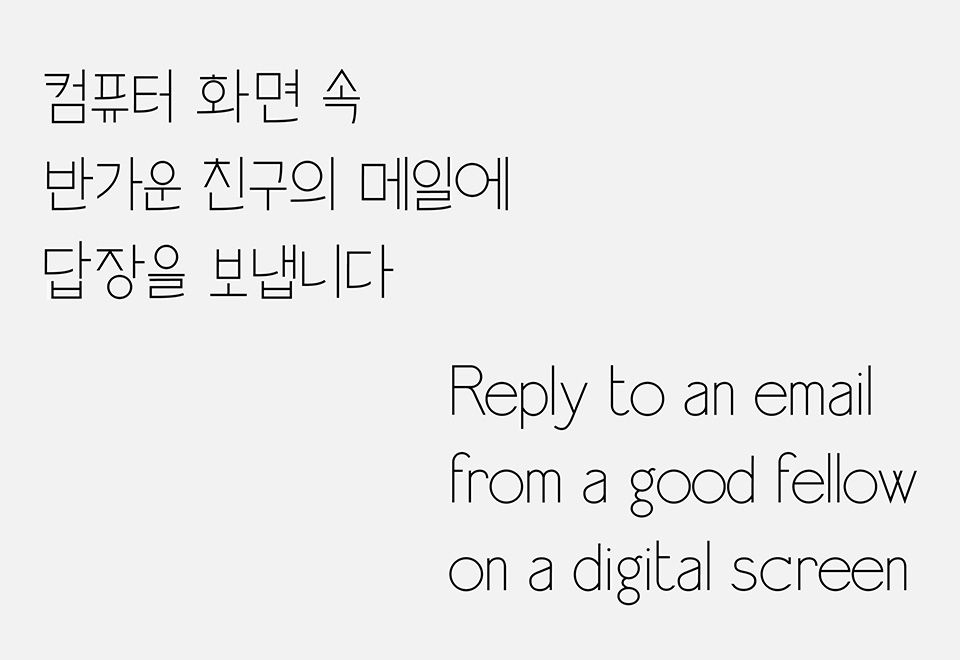 컴퓨터 화면 속
반가운 친구의 메일에
답장을 보냅니다
Reply to an email
from a good fellow
on a digital screen